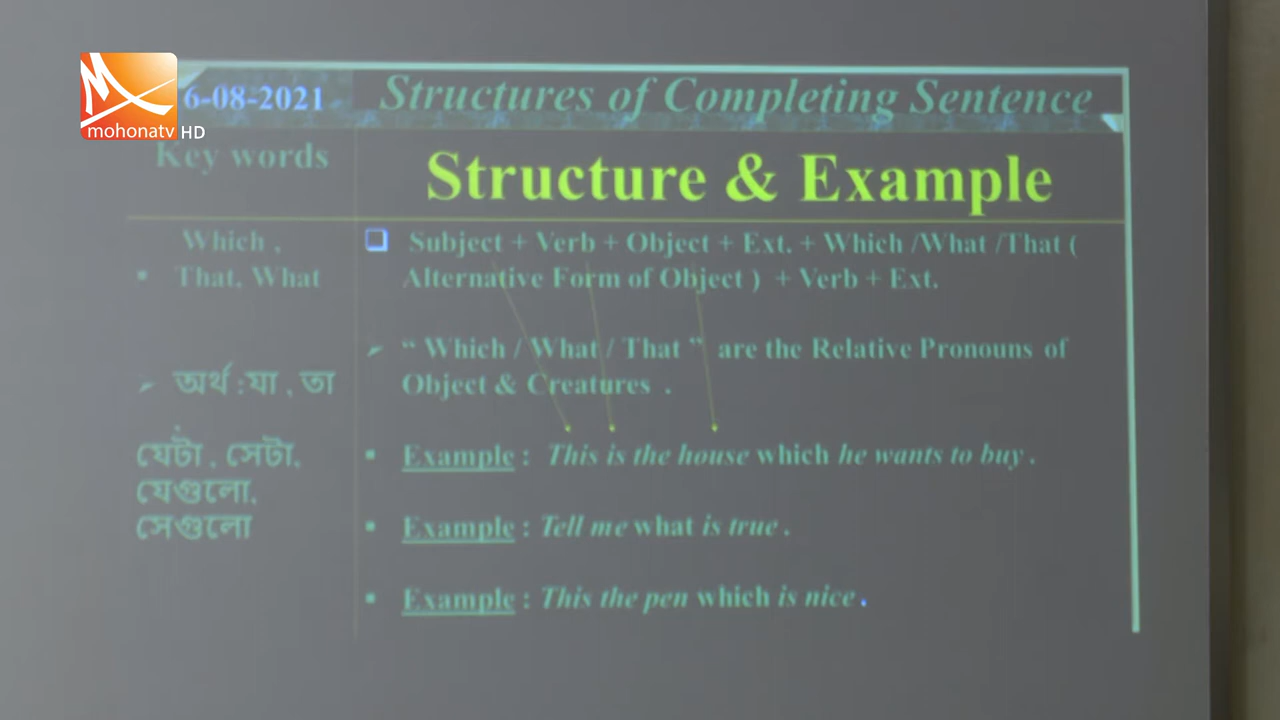 mohonatv HD
6-08-2021 Structures of Completing Sentence
Key words
Structure & Example
Which ,
That, What
❑ Subject + Verb + Object + Ext. + Which /What /That (
Alternative Form of Object ) + Verb + Ext.
➢ “ Which / What / That ” are the Relative Pronouns of
Object & Creatures .
➢ অর্থ :যা , তা
যেটা , সেটা,
যেগুলো,
সেগুলো
▪ Example : This is the house which he wants to buy .
▪ Example : Tell me what is true .
▪ Example : This the pen which is nice .